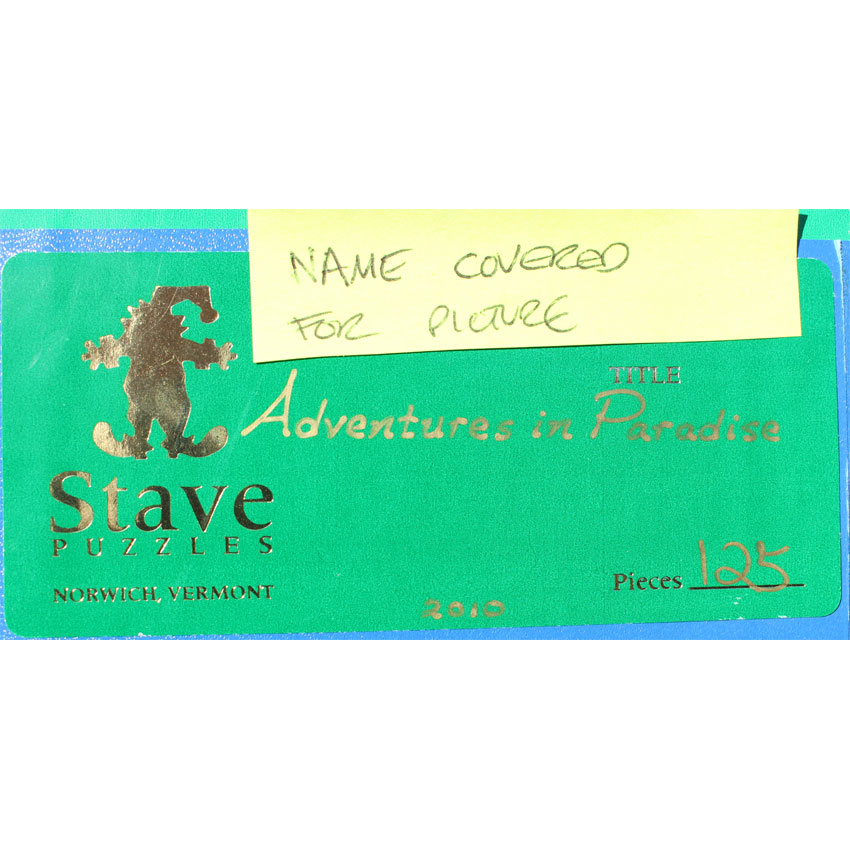 NAME COVERED
FOR PICTURE
TITLE
Adventures in Paradise
Stave
PUZZLES
NORWICH, VERMONT
Pieces 125
2010